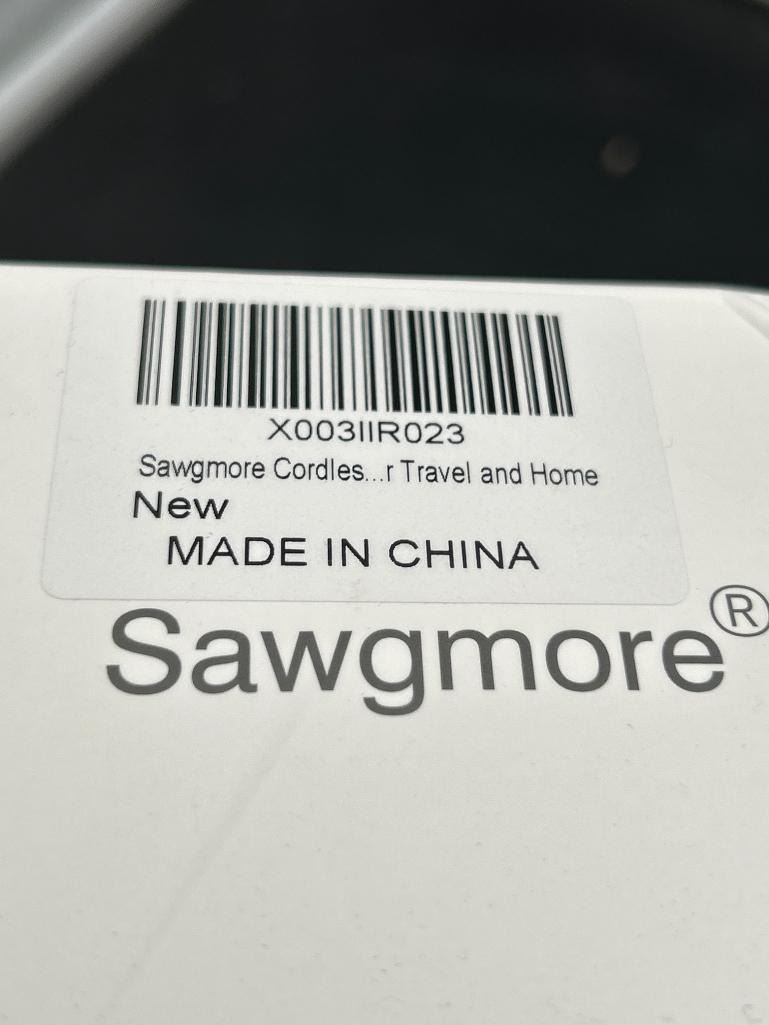 X003IIR023
Sawgmore Cordles...r Travel and Home
New
MADE IN CHINA
Sawgmore®